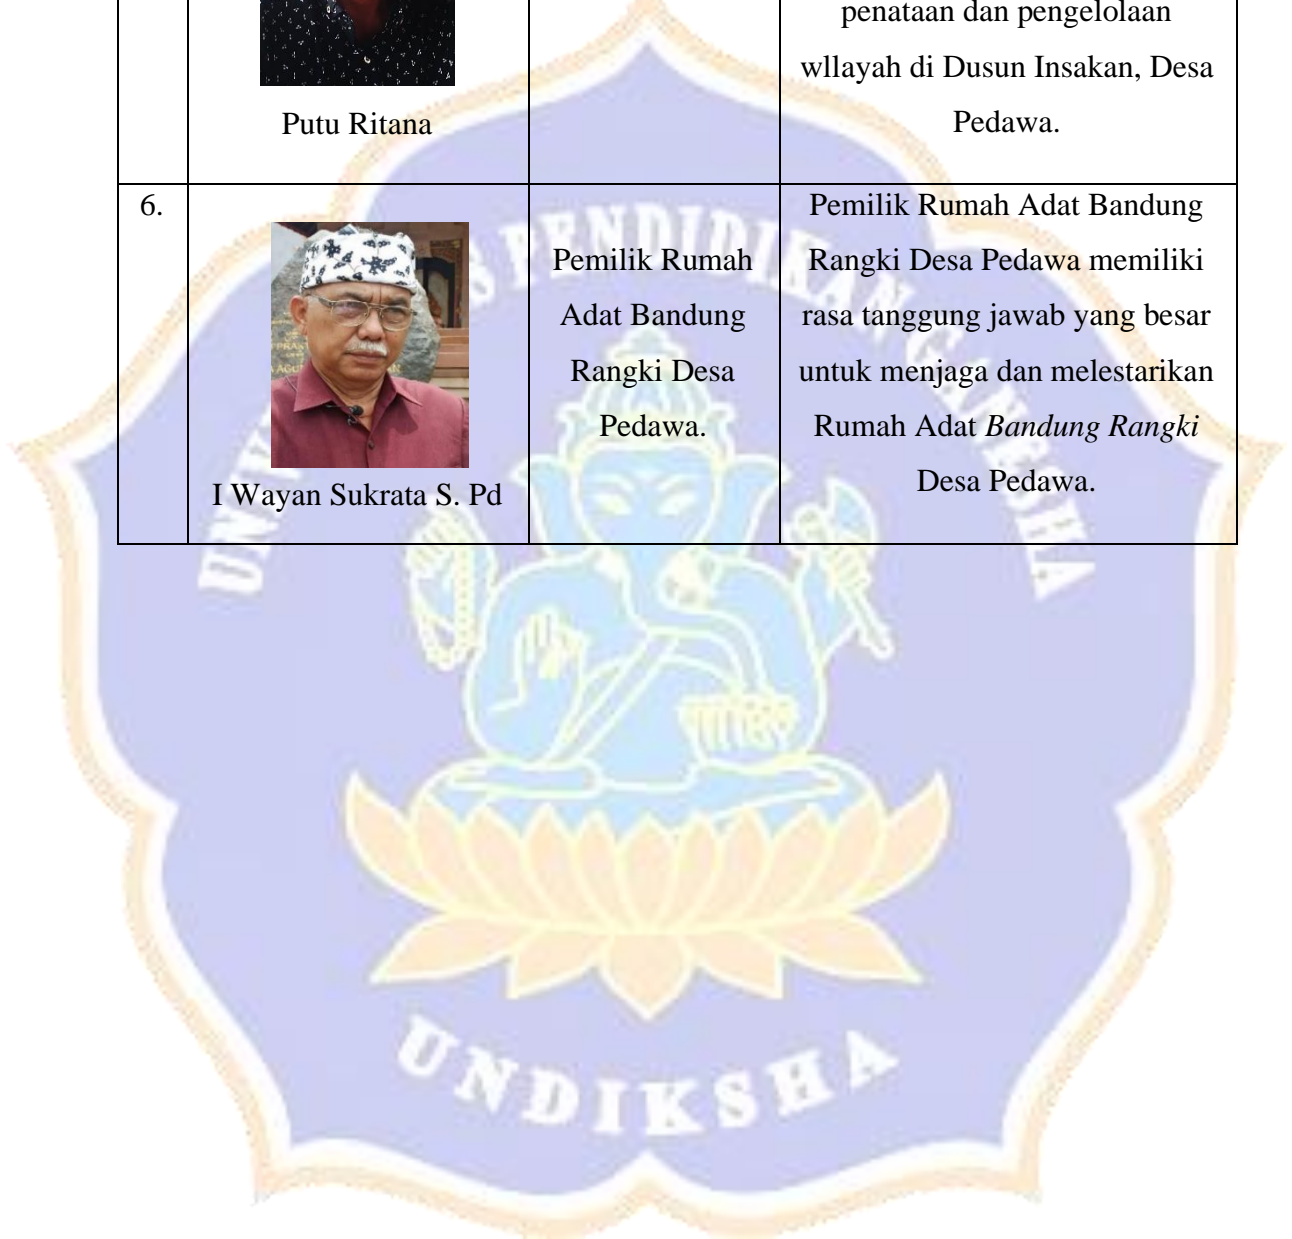 penataan dan pengelolaan
wllayah di Dusun Insakan, Desa
Pedawa.
Putu Ritana
6.
I Wayan Sukrata S. Pd
Pemilik Rumah
Adat Bandung
Rangki Desa
Pedawa.
Pemilik Rumah Adat Bandung
Rangki Desa Pedawa memiliki
rasa tanggung jawab yang besar
untuk menjaga dan melestarikan
Rumah Adat Bandung Rangki
Desa Pedawa.
UNDIKSHA